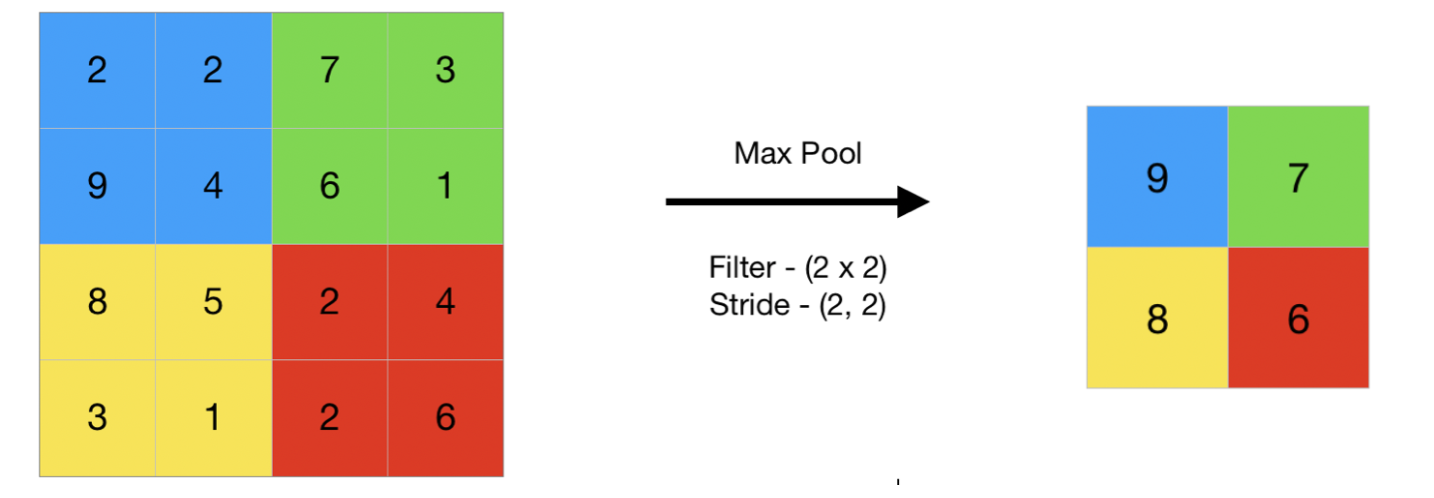 2 2 7 3
9 4 6 1
8 5 2 4
3 1 2 6
Max Pool
Filter - (2 x 2)
Stride - (2, 2)
9 7
8 6